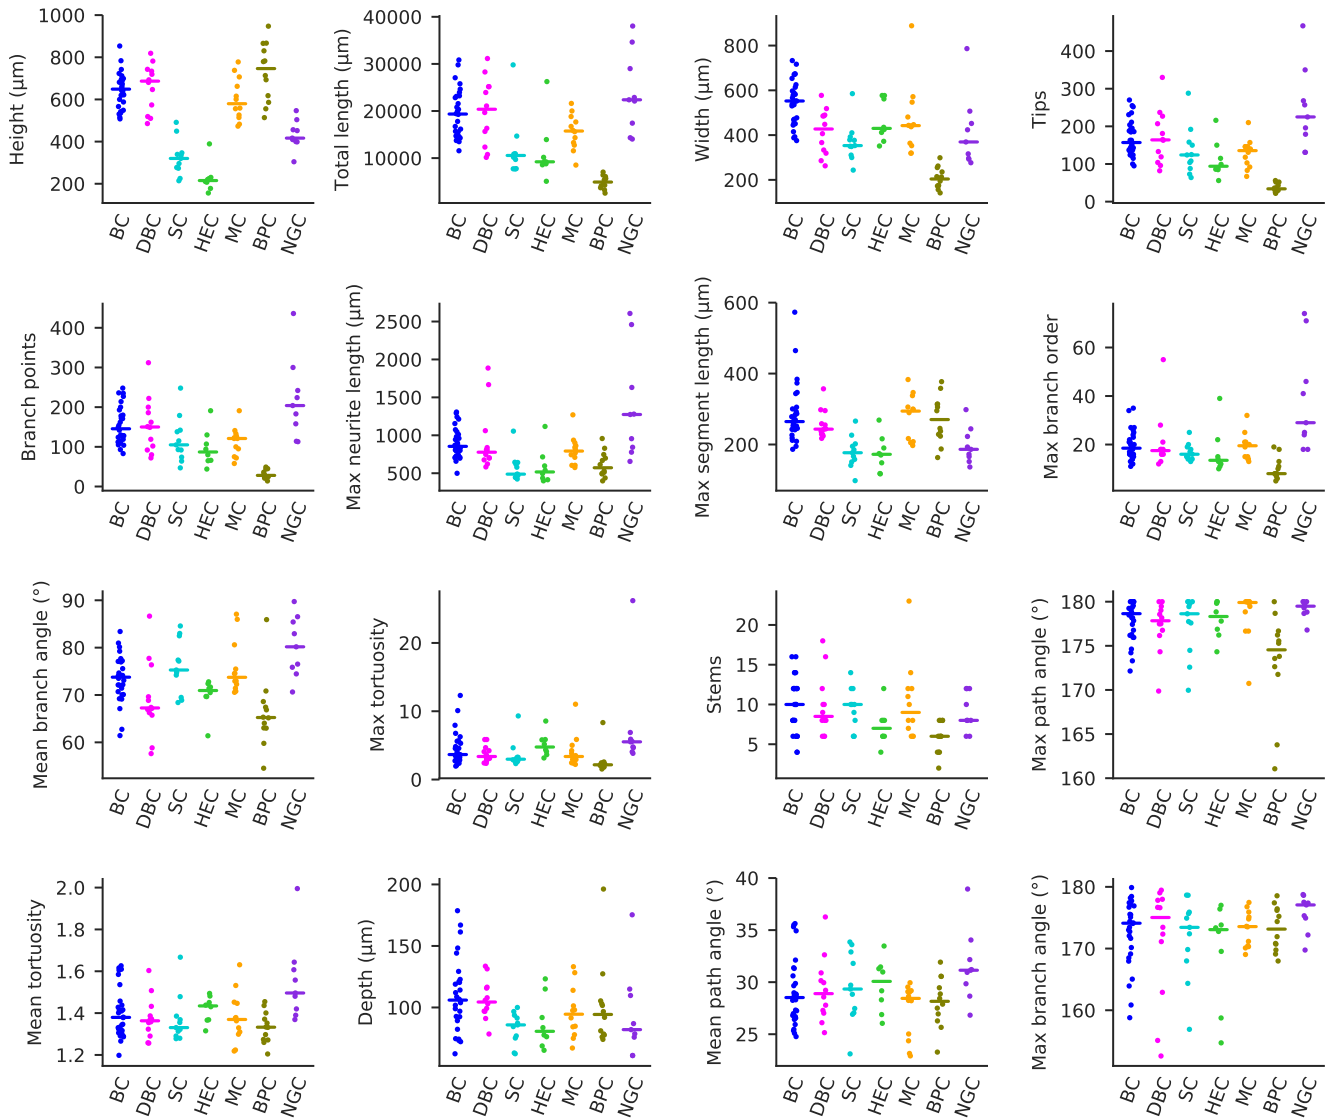 Height (μm)
1000
800
600
400
200
BC DBC SC HEC MC BPC NGC
Total length (μm)
40000
30000
20000
10000
BC DBC SC HEC MC BPC NGC
Width (μm)
800
600
400
200
BC DBC SC HEC MC BPC NGC
Tips
400
300
200
100
0
BC DBC SC HEC MC BPC NGC
Branch points
400
300
200
100
0
BC DBC SC HEC MC BPC NGC
Max neurite length (μm)
2500
2000
1500
1000
500
BC DBC SC HEC MC BPC NGC
Max segment length (μm)
600
400
200
BC DBC SC HEC MC BPC NGC
Max branch order
60
40
20
BC DBC SC HEC MC BPC NGC
Mean branch angle (°)
90
80
70
60
BC DBC SC HEC MC BPC NGC
Max tortuosity
20
10
0
BC DBC SC HEC MC BPC NGC
Stems
20
15
10
5
BC DBC SC HEC MC BPC NGC
Max path angle (°)
180
175
170
165
160
BC DBC SC HEC MC BPC NGC
Mean tortuosity
2.0
1.8
1.6
1.4
1.2
BC DBC SC HEC MC BPC NGC
Depth (μm)
200
150
100
BC DBC SC HEC MC BPC NGC
Mean path angle (°)
40
35
30
25
BC DBC SC HEC MC BPC NGC
Max branch angle (°)
180
170
160
BC DBC SC HEC MC BPC NGC